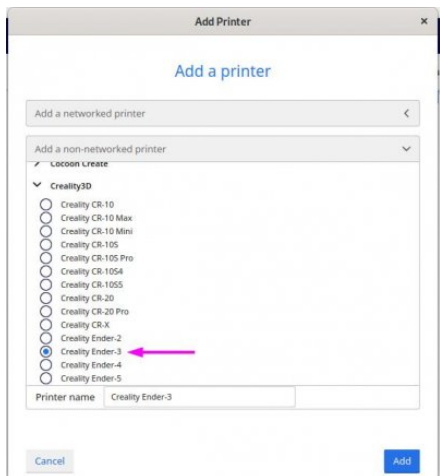 Add Printer
Add a printer
Add a networked printer
Add a non-networked printer
Cocoon Create
Creality3D
Creality CR-10
Creality CR-10 Max
Creality CR-10 Mini
Creality CR-10S
Creality CR-10S Pro
Creality CR-10S4
Creality CR-10S5
Creality CR-20
Creality CR-20 Pro
Creality CR-X
Creality Ender-2
Creality Ender-3
Creality Ender-4
Creality Ender-5
Printer name Creality Ender-3
Cancel Add